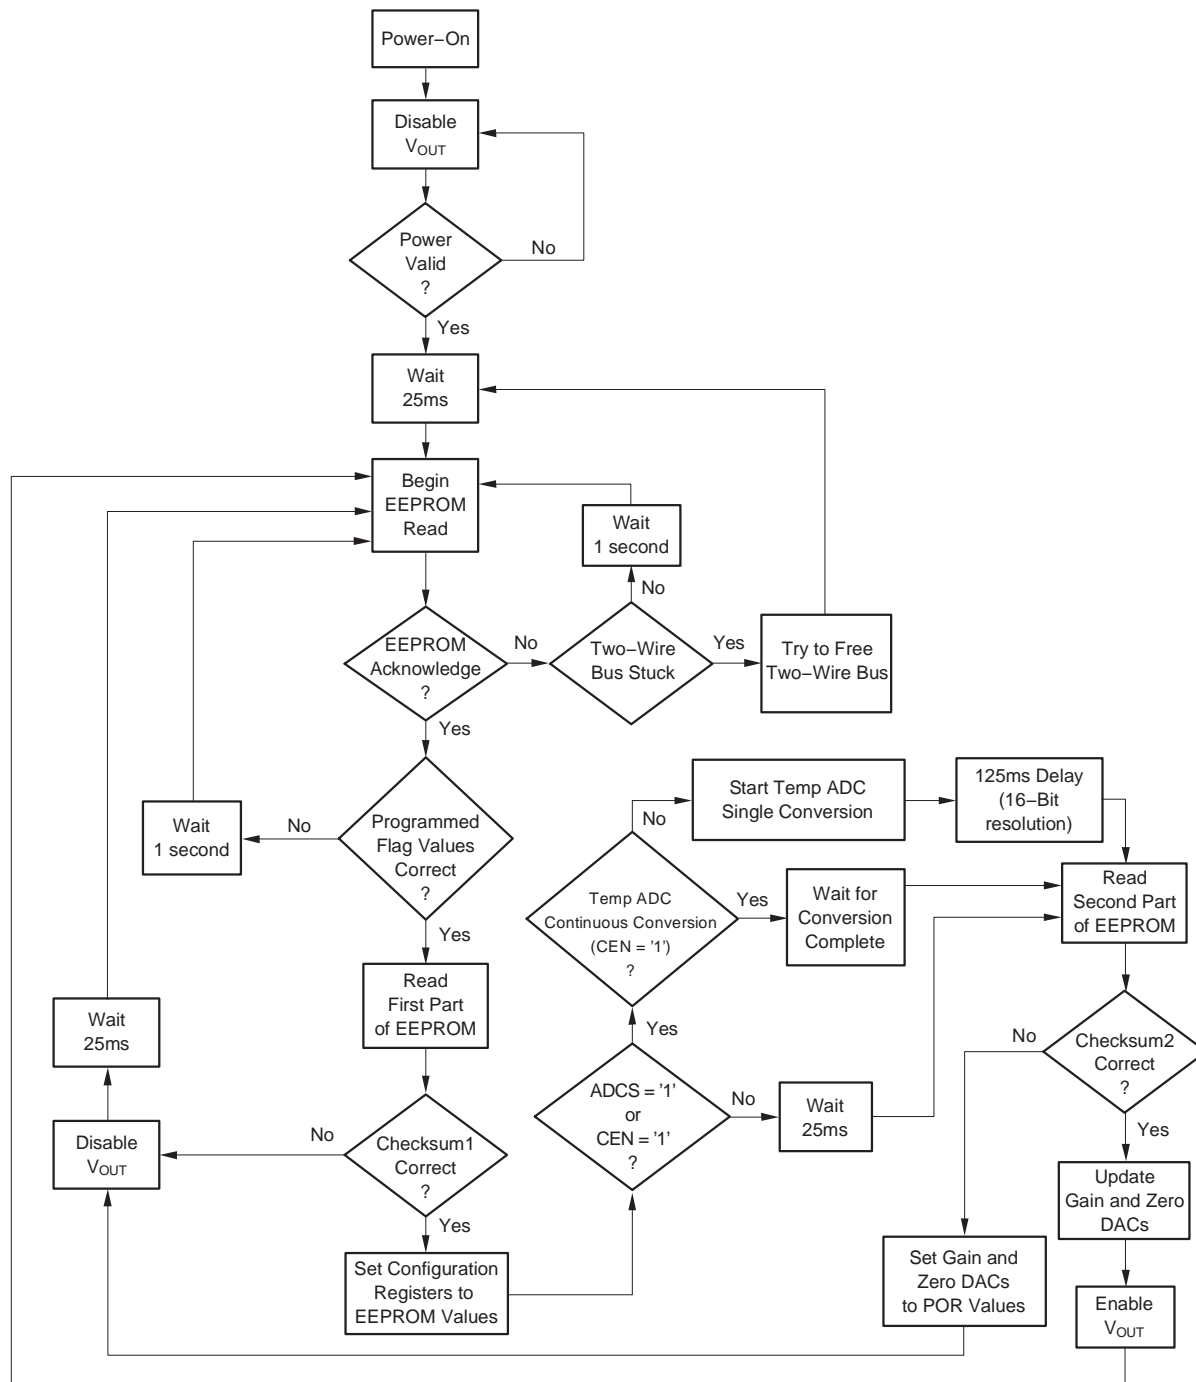 Power−On
Disable
VOUT
Power
Valid
?
No
Yes
Wait
25ms
Begin
EEPROM
Read
Wait
1 second
No
EEPROM
Acknowledge
?
No
Two−Wire
Bus Stuck
Yes
Try to Free
Two−Wire Bus
Yes
Programmed
Flag Values
Correct
?
No
Wait
1 second
Yes
Read
First Part
of EEPROM
Wait
25ms
Checksum1
Correct
?
No
Disable
VOUT
Yes
Set Configuration
Registers to
EEPROM Values
ADCS = '1'
or
CEN = '1'
?
No
Wait
25ms
Yes
Temp ADC
Continuous Conversion
(CEN = '1')
?
No
Start Temp ADC
Single Conversion
125ms Delay
(16−Bit
resolution)
Yes
Wait for
Conversion
Complete
Read
Second Part
of EEPROM
Checksum2
Correct
?
No
Set Gain and
Zero DACs
to POR Values
Yes
Update
Gain and Zero
DACs
Enable
VOUT